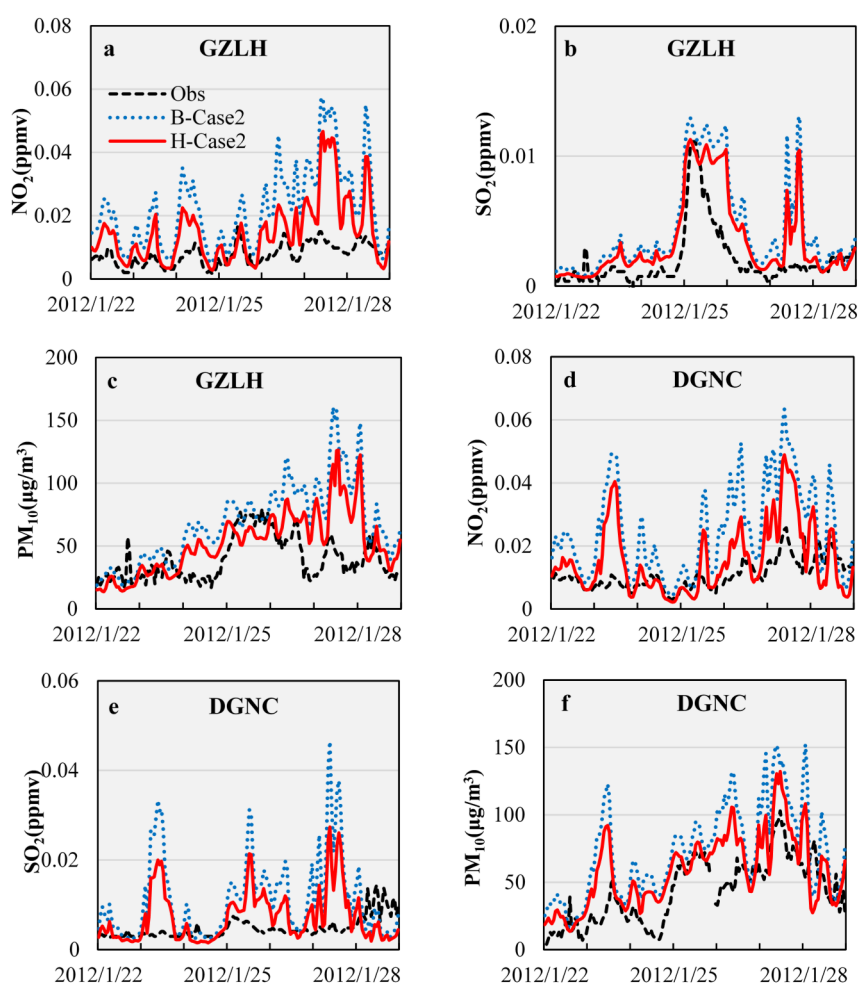 a GZLH
0.08
0.06
0.04
0.02
0
NO₂(ppmv)
Obs
B-Case2
H-Case2
2012/1/22 2012/1/25 2012/1/28
b GZLH
0.02
0.01
0
SO₂(ppmv)
2012/1/22 2012/1/25 2012/1/28
c GZLH
200
150
100
50
0
PM₁₀(μg/m³)
2012/1/22 2012/1/25 2012/1/28
d DGNC
0.08
0.06
0.04
0.02
0
NO₂(ppmv)
2012/1/22 2012/1/25 2012/1/28
e DGNC
0.06
0.04
0.02
0
SO₂(ppmv)
2012/1/22 2012/1/25 2012/1/28
f DGNC
200
150
100
50
0
PM₁₀(μg/m³)
2012/1/22 2012/1/25 2012/1/28